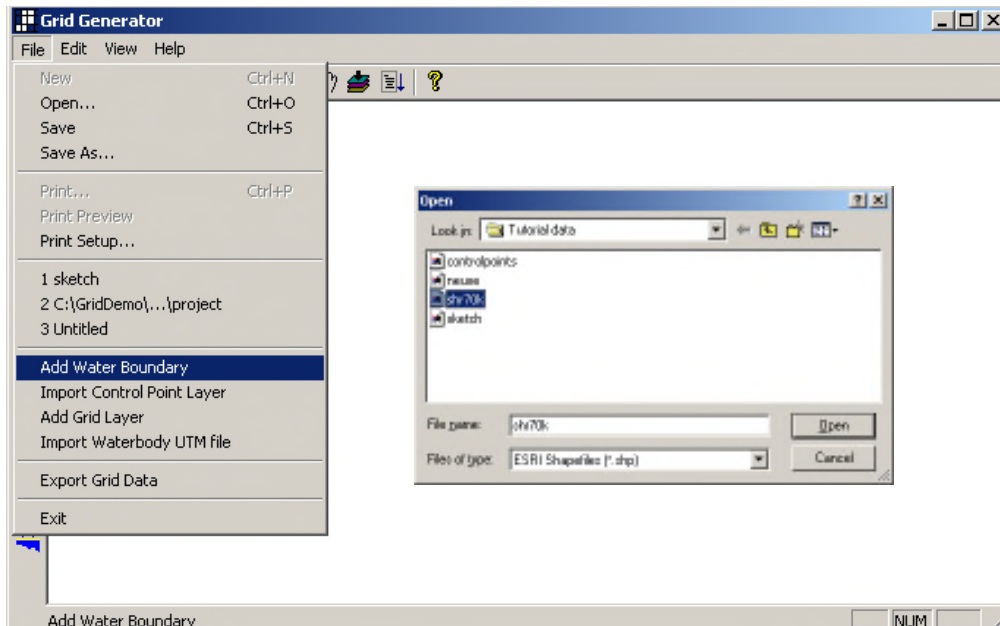 Grid Generator
File Edit View Help
New Ctrl+N
Open... Ctrl+O
Save Ctrl+S
Save As...
Print... Ctrl+P
Print Preview
Print Setup...
1 sketch
2 C:\GridDemo\...\project
3 Untitled
Add Water Boundary
Import Control Point Layer
Add Grid Layer
Import Waterbody UTM file
Export Grid Data
Exit
Open
Look in: Tutorial data
controlpoints
neuse
shr70k
sketch
File name: shr70k Open
Files of type: ESRI Shapefiles (*.shp) Cancel
Add Water Boundary NUM